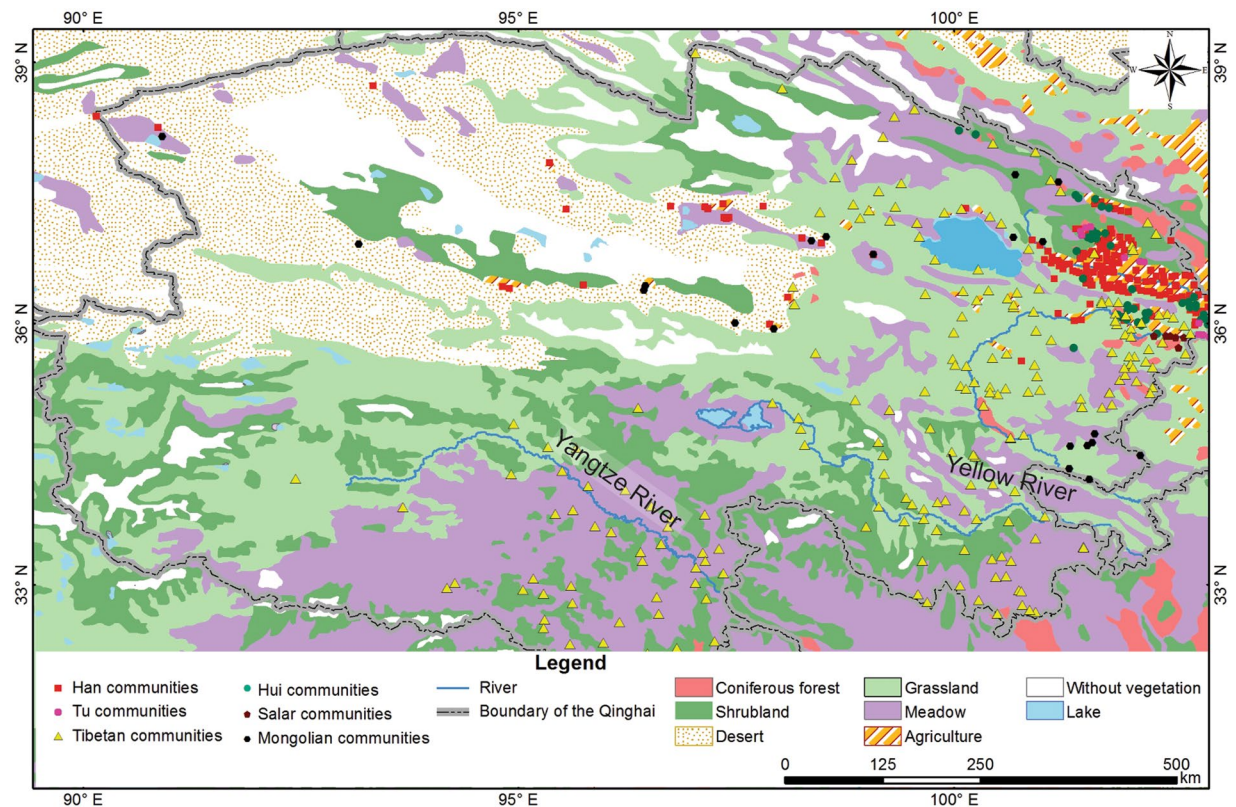 90° E 95° E 100° E
39° N 39° N
N
W E
S
36° N 36° N
Yangtze River
Yellow River
33° N 33° N
Legend
Han communities Hui communities River Coniferous forest Grassland Without vegetation
Tu communities Salar communities Boundary of the Qinghai Shrubland Meadow Lake
Tibetan communities Mongolian communities Desert Agriculture
0 125 250 500
km
90° E 95° E 100° E